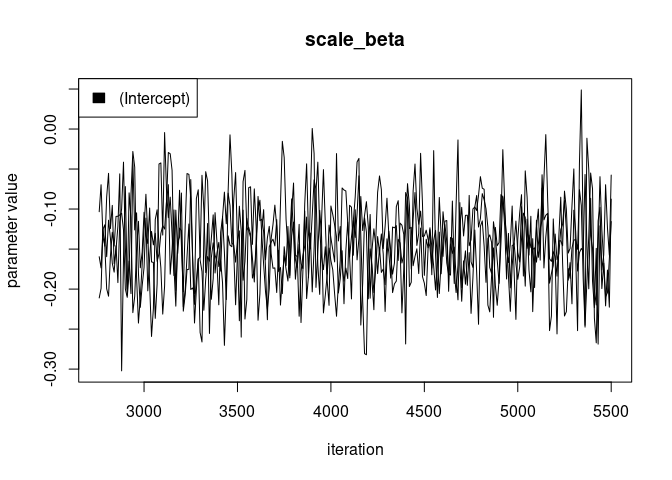 scale_beta
(Intercept)
parameter value
0.00
-0.10
-0.20
-0.30
3000 3500 4000 4500 5000 5500
iteration